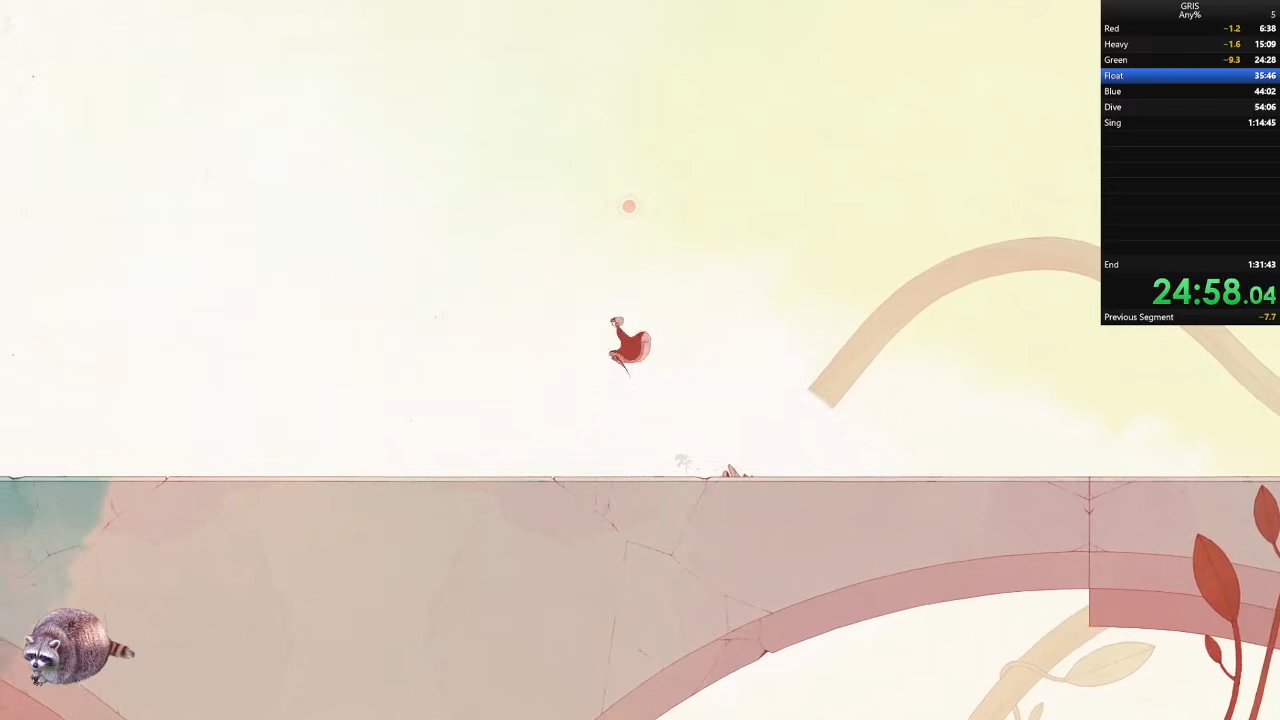 GRIS
Any% 5
Red −1.2 6:38
Heavy −1.6 15:09
Green −9.3 24:28
Float 35:46
Blue 44:02
Dive 54:06
Sing 1:14:45
End 1:31:43
24:58.04
Previous Segment −7.7